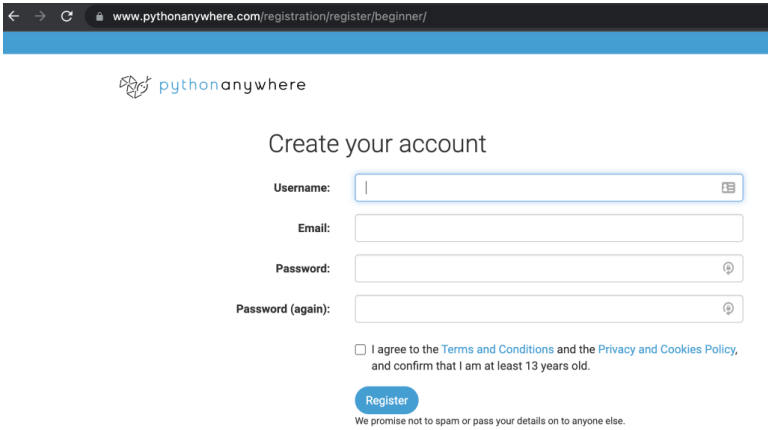 www.pythonanywhere.com/registration/register/beginner/
pythonanywhere
Create your account
Username:
Email:
Password:
Password (again):
I agree to the Terms and Conditions and the Privacy and Cookies Policy,
and confirm that I am at least 13 years old.
Register
We promise not to spam or pass your details on to anyone else.